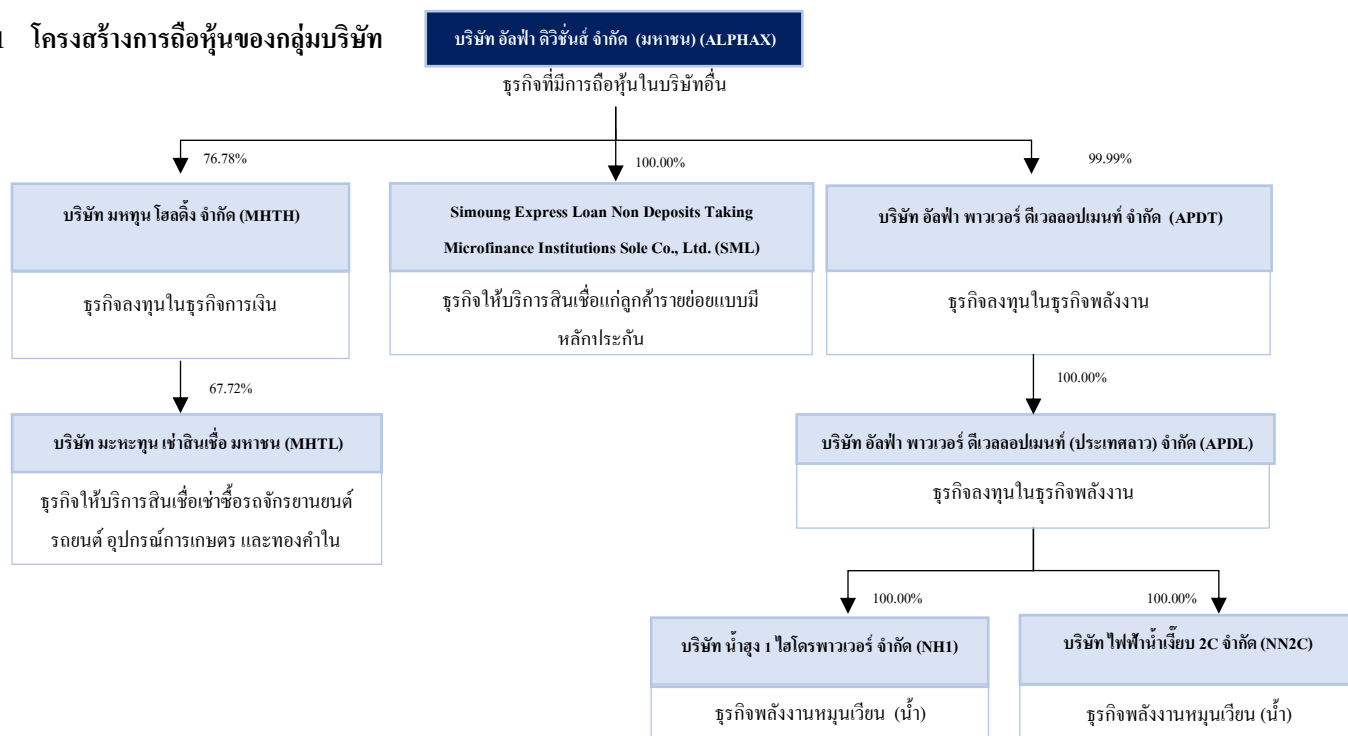 โครงสร้างการถือหุ้นของกลุ่มบริษัท
บริษัท อัลฟ่า ดิวิชั่นส์ จำกัด (มหาชน) (ALPHAX)
ธุรกิจที่มีการถือหุ้นในบริษัทอื่น
76.78%
100.00%
99.99%
บริษัท มหทุน โฮลดิ้ง จำกัด (MHTH)
ธุรกิจลงทุนในธุรกิจการเงิน
Simoung Express Loan Non Deposits Taking
Microfinance Institutions Sole Co., Ltd. (SML)
ธุรกิจให้บริการสินเชื่อแก่ลูกค้ารายย่อยแบบมี
หลักประกัน
บริษัท อัลฟ่า พาวเวอร์ ดีเวลลอปเมนท์ จำกัด (APDT)
ธุรกิจลงทุนในธุรกิจพลังงาน
67.72%
100.00%
บริษัท มะหะทุน เช่าสินเชื่อ มหาชน (MHTL)
ธุรกิจให้บริการสินเชื่อเช่าซื้อรถจักรยานยนต์
รถยนต์ อุปกรณ์การเกษตร และทองคำใน
บริษัท อัลฟ่า พาวเวอร์ ดีเวลลอปเมนท์ (ประเทศลาว) จำกัด (APDL)
ธุรกิจลงทุนในธุรกิจพลังงาน
100.00%
100.00%
บริษัท น้ำฮุง 1 ไฮโดรพาวเวอร์ จำกัด (NH1)
ธุรกิจพลังงานหมุนเวียน (น้ำ)
บริษัท ไฟฟ้าน้ำเงี๊ยบ 2C จำกัด (NN2C)
ธุรกิจพลังงานหมุนเวียน (น้ำ)